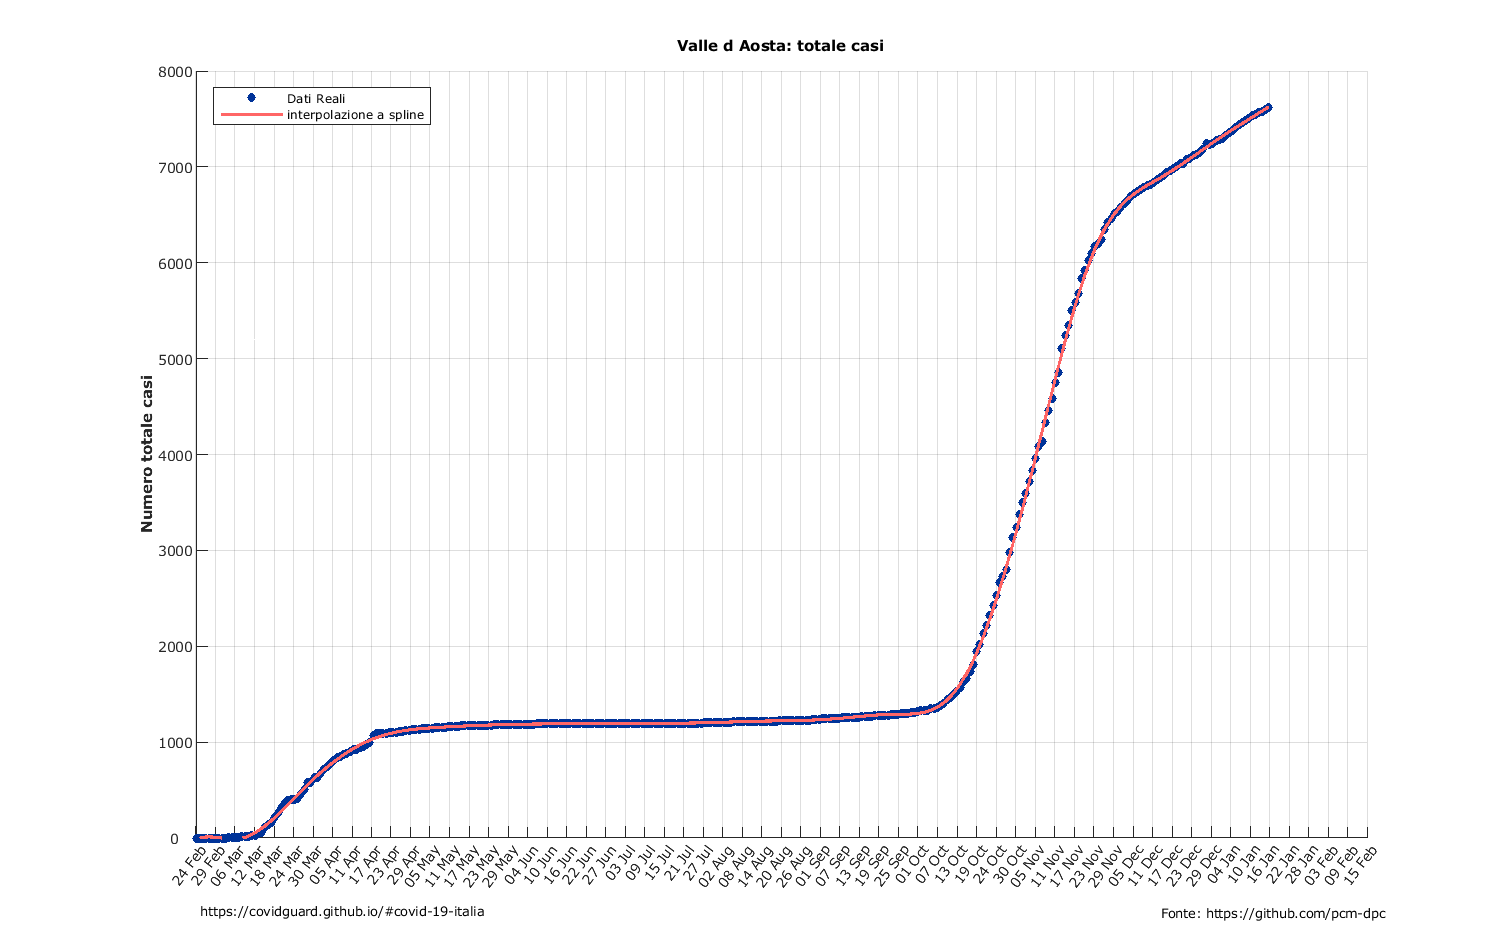 Valle d Aosta: totale casi
Dati Reali
interpolazione a spline
Numero totale casi
8000
7000
6000
5000
4000
3000
2000
1000
0
24 Feb
29 Feb
06 Mar
12 Mar
18 Mar
24 Mar
30 Mar
05 Apr
11 Apr
17 Apr
23 Apr
29 Apr
05 May
11 May
17 May
23 May
29 May
04 Jun
10 Jun
16 Jun
22 Jun
27 Jun
03 Jul
09 Jul
15 Jul
21 Jul
27 Jul
02 Aug
08 Aug
14 Aug
20 Aug
26 Aug
01 Sep
07 Sep
13 Sep
19 Sep
25 Sep
01 Oct
07 Oct
13 Oct
19 Oct
24 Oct
30 Oct
05 Nov
11 Nov
17 Nov
23 Nov
29 Nov
05 Dec
11 Dec
17 Dec
23 Dec
29 Dec
04 Jan
10 Jan
16 Jan
22 Jan
28 Jan
03 Feb
09 Feb
15 Feb
https://covidguard.github.io/#covid-19-italia
Fonte: https://github.com/pcm-dpc